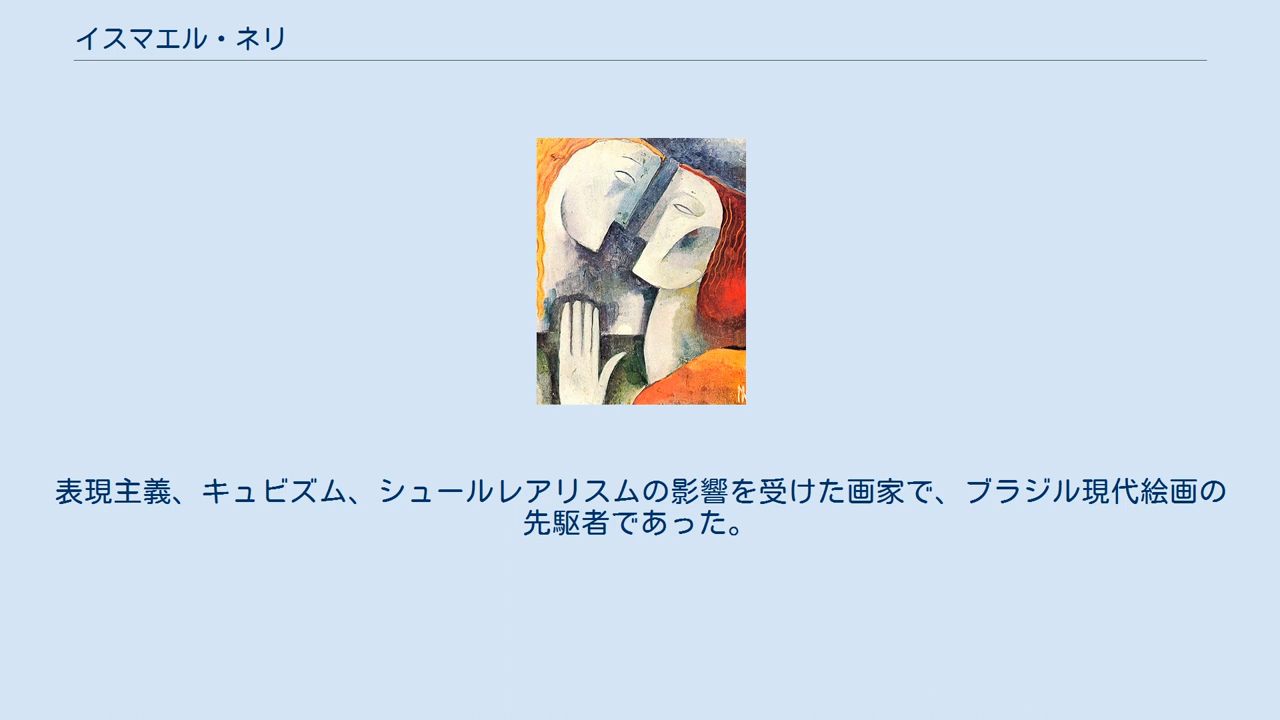 イスマエル・ネリ
表現主義、キュビズム、シュールレアリスムの影響を受けた画家で、ブラジル現代絵画の
先駆者であった。